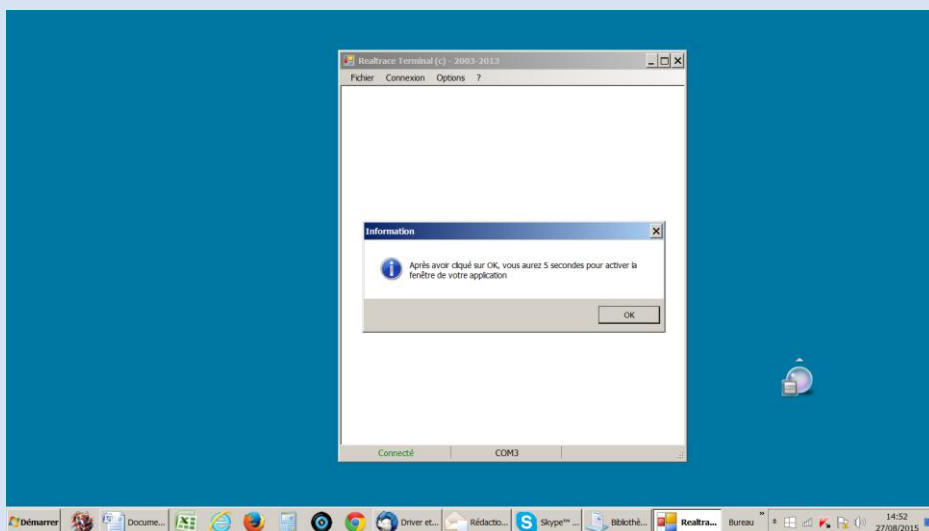 Realtrace Terminal (c) - 2003-2013
Fichier Connexion Options ?
Information
Après avoir cliqué sur OK, vous aurez 5 secondes pour activer la
fenêtre de votre application
OK
Connecté COM3
Démarrer Docume... Driver et... Rédactio... Skype™ ... Bibliothè... Realtra... Bureau » 14:52
27/08/2015